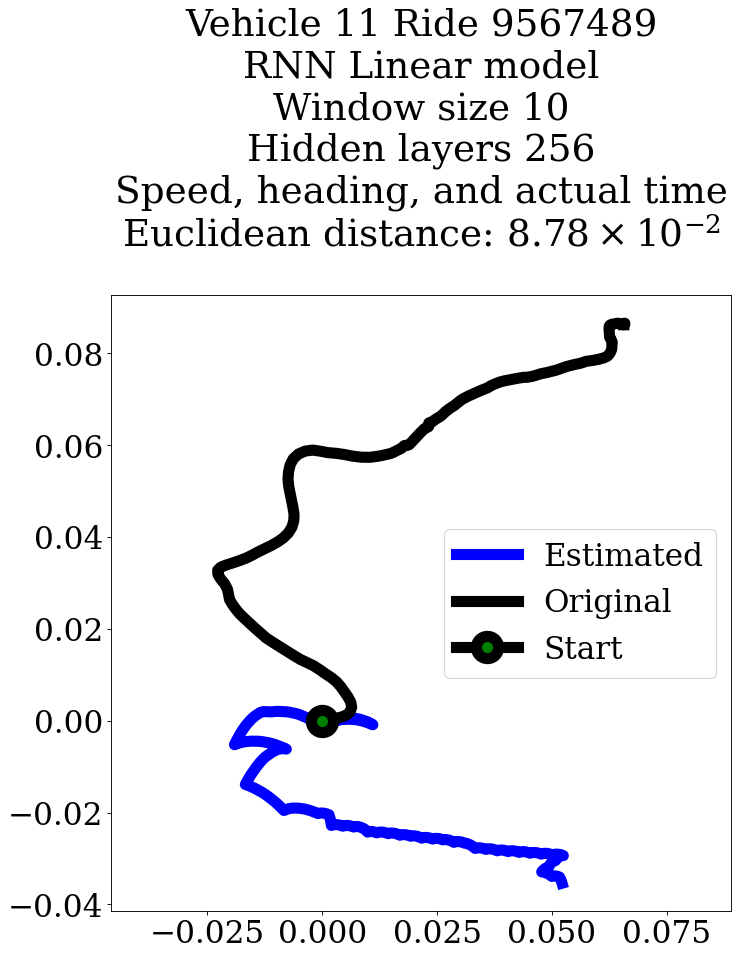 Vehicle 11 Ride 9567489
RNN Linear model
Window size 10
Hidden layers 256
Speed, heading, and actual time
Euclidean distance: 8.78 × 10⁻²
0.08
0.06
0.04
0.02
0.00
−0.02
−0.04
Estimated
Original
Start
−0.025 0.000 0.025 0.050 0.075